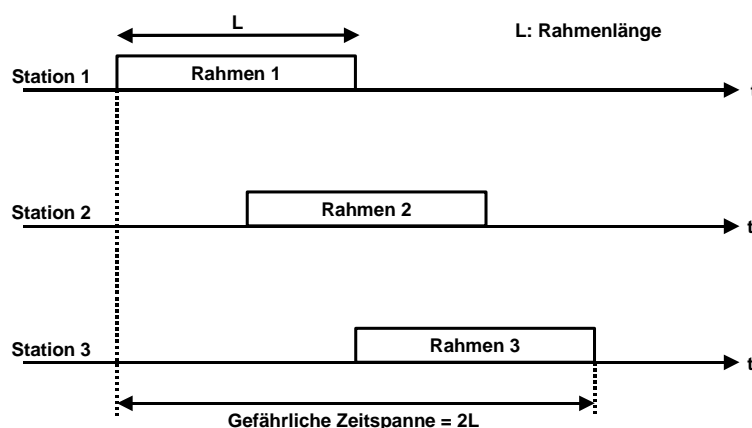 L
L: Rahmenlänge
Station 1
Rahmen 1
t
Station 2
Rahmen 2
t
Station 3
Rahmen 3
t
Gefährliche Zeitspanne = 2L